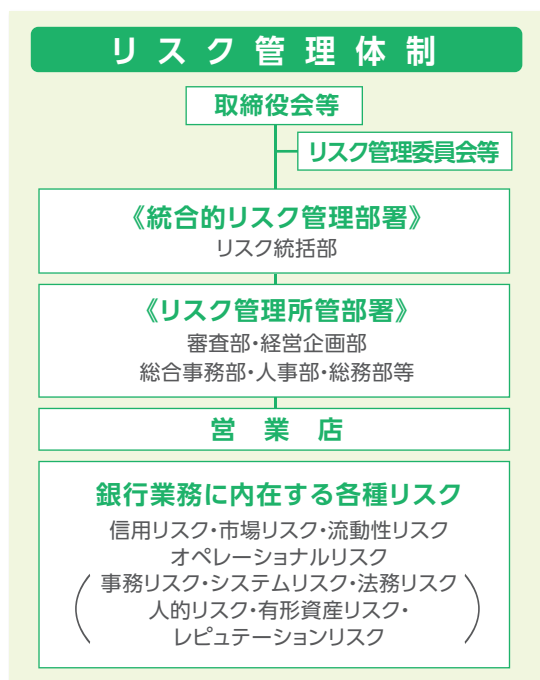 リスク管理体制
取締役会等
リスク管理委員会等
《統合的リスク管理部署》
リスク統括部
《リスク管理所管部署》
審査部・経営企画部
総合事務部・人事部・総務部等
営業店
銀行業務に内在する各種リスク
信用リスク・市場リスク・流動性リスク
オペレーショナルリスク
事務リスク・システムリスク・法務リスク
人的リスク・有形資産リスク・
レピュテーションリスク